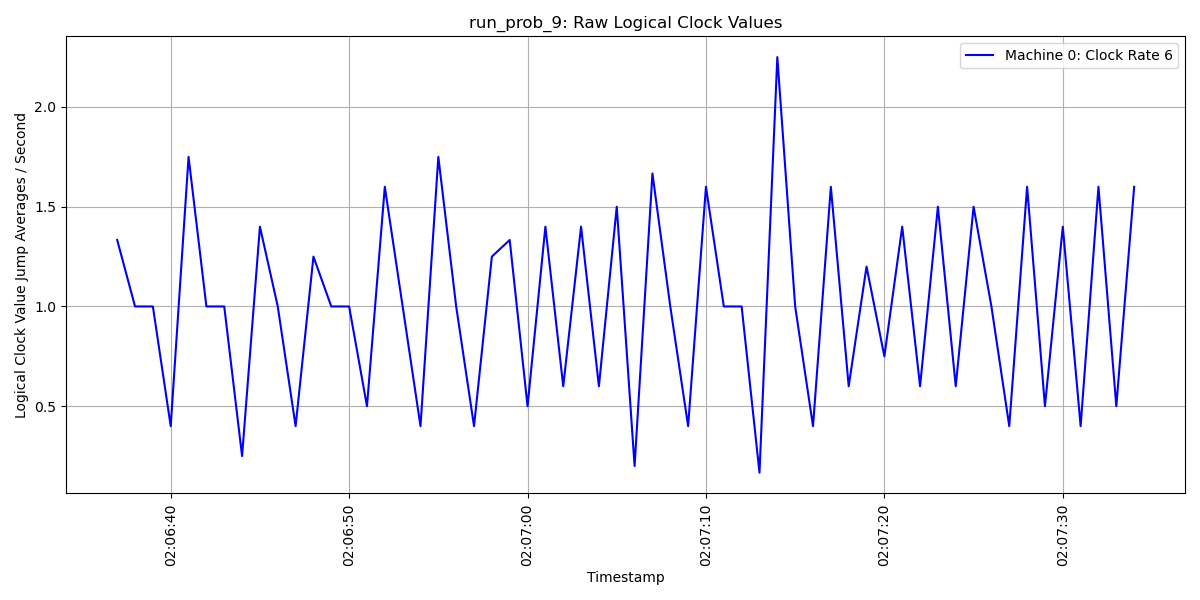 run_prob_9: Raw Logical Clock Values
Machine 0: Clock Rate 6
Logical Clock Value Jump Averages / Second
2.0
1.5
1.0
0.5
02:06:40
02:06:50
02:07:00
02:07:10
02:07:20
02:07:30
Timestamp